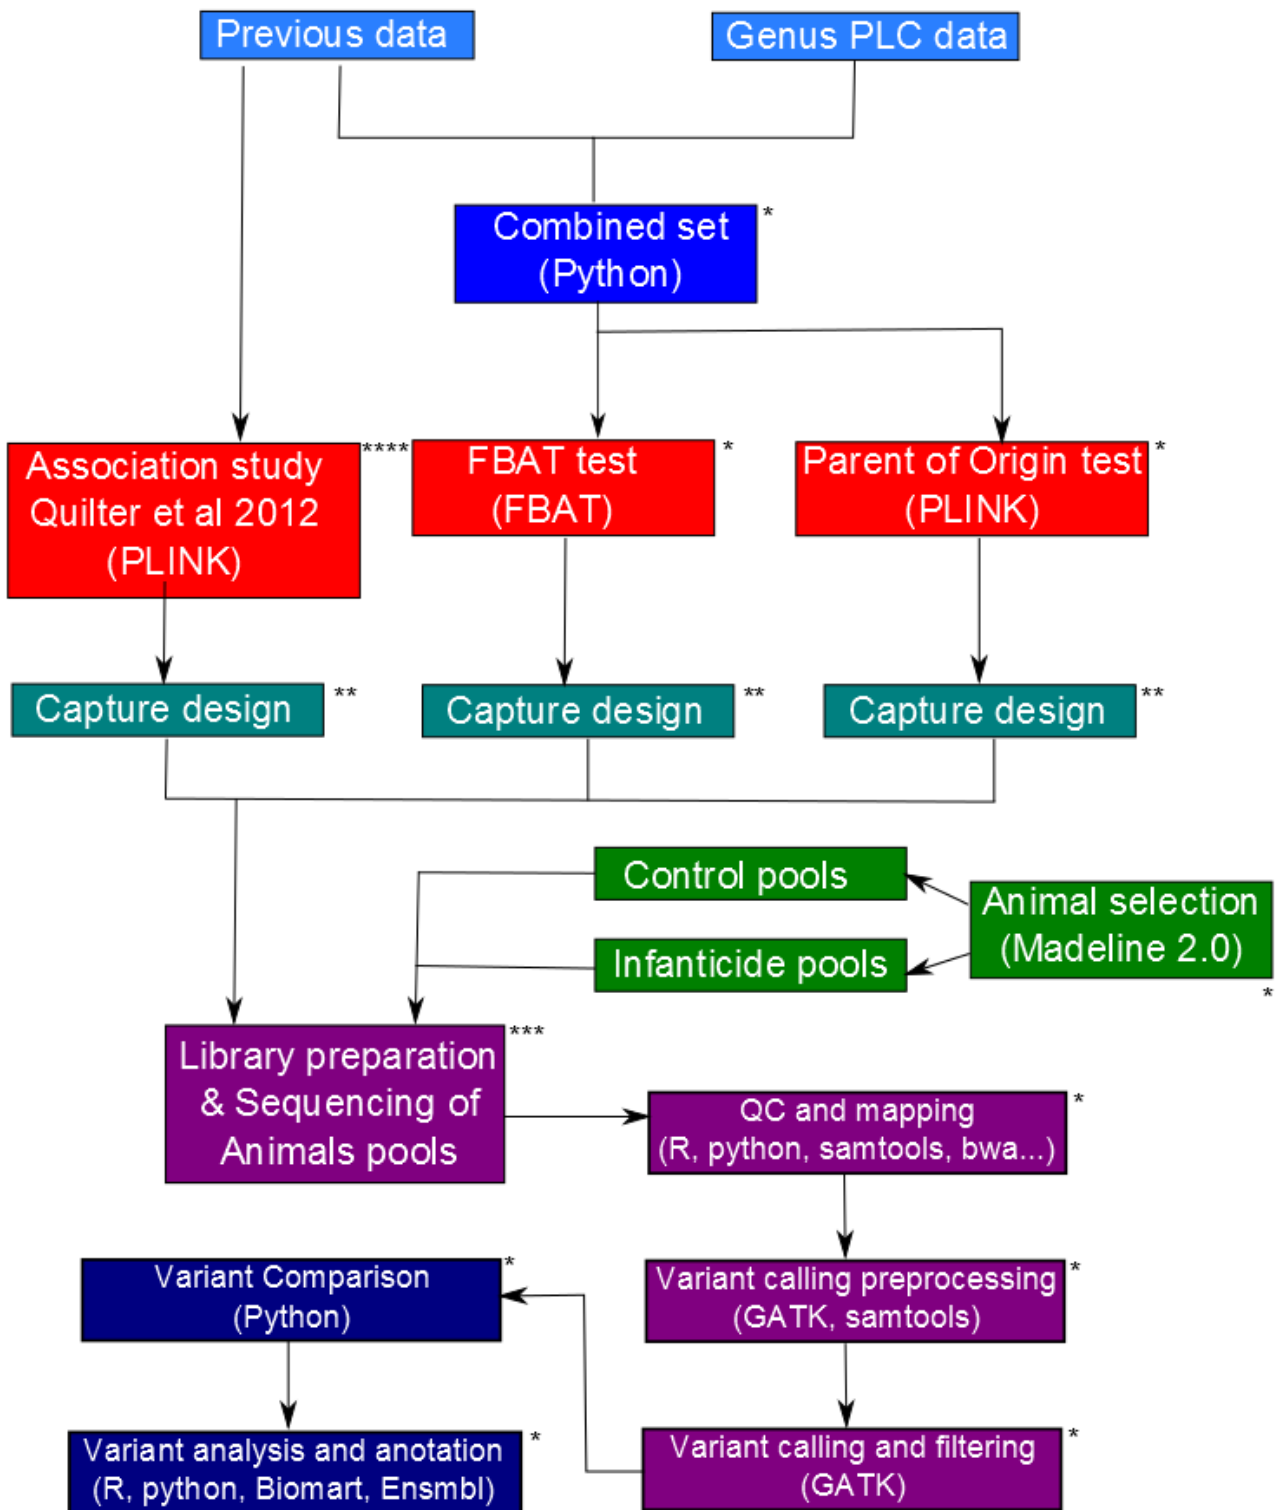 Previous data
Genus PLC data
Combined set
(Python)
*
Association study
Quilter et al 2012
(PLINK)
****
FBAT test
(FBAT)
*
Parent of Origin test
(PLINK)
*
Capture design
**
Capture design
**
Capture design
**
Control pools
Infanticide pools
Animal selection
(Madeline 2.0)
*
Library preparation
& Sequencing of
Animals pools
***
QC and mapping
(R, python, samtools, bwa...)
*
Variant calling preprocessing
(GATK, samtools)
*
Variant calling and filtering
(GATK)
*
Variant Comparison
(Python)
*
Variant analysis and anotation
(R, python, Biomart, Ensmbl)
*